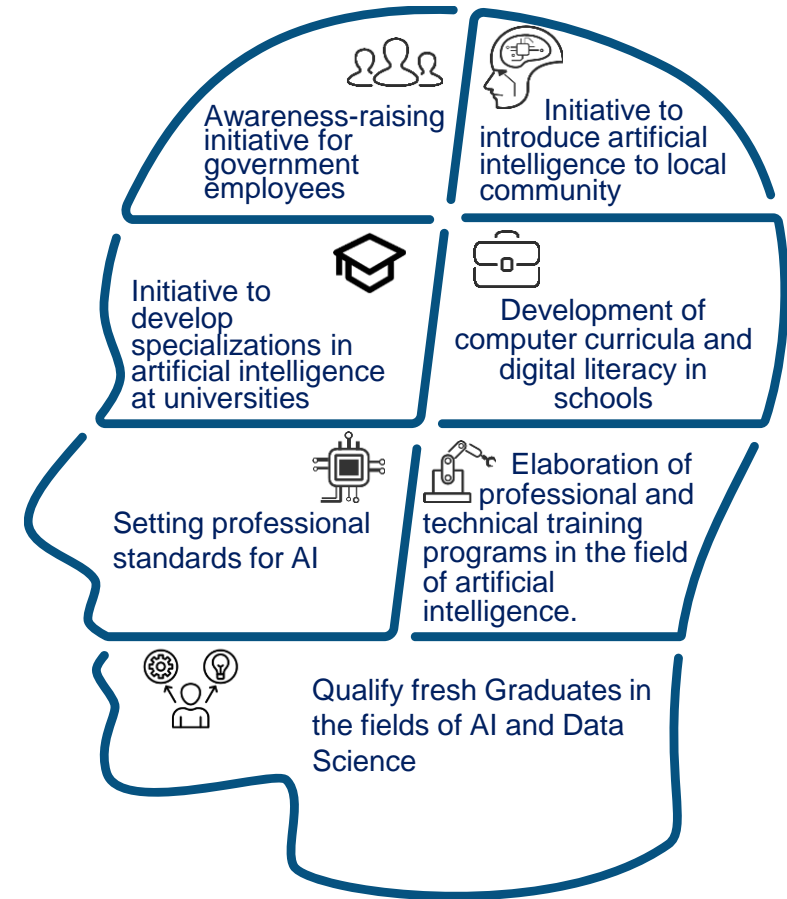 Awareness-raising
initiative for
government
employees
Initiative to
introduce artificial
intelligence to local
community
Initiative to
develop
specializations in
artificial intelligence
at universities
Development of
computer curricula and
digital literacy in
schools
Setting professional
standards for AI
Elaboration of
professional and
technical training
programs in the field
of artificial
intelligence.
Qualify fresh Graduates in
the fields of AI and Data
Science